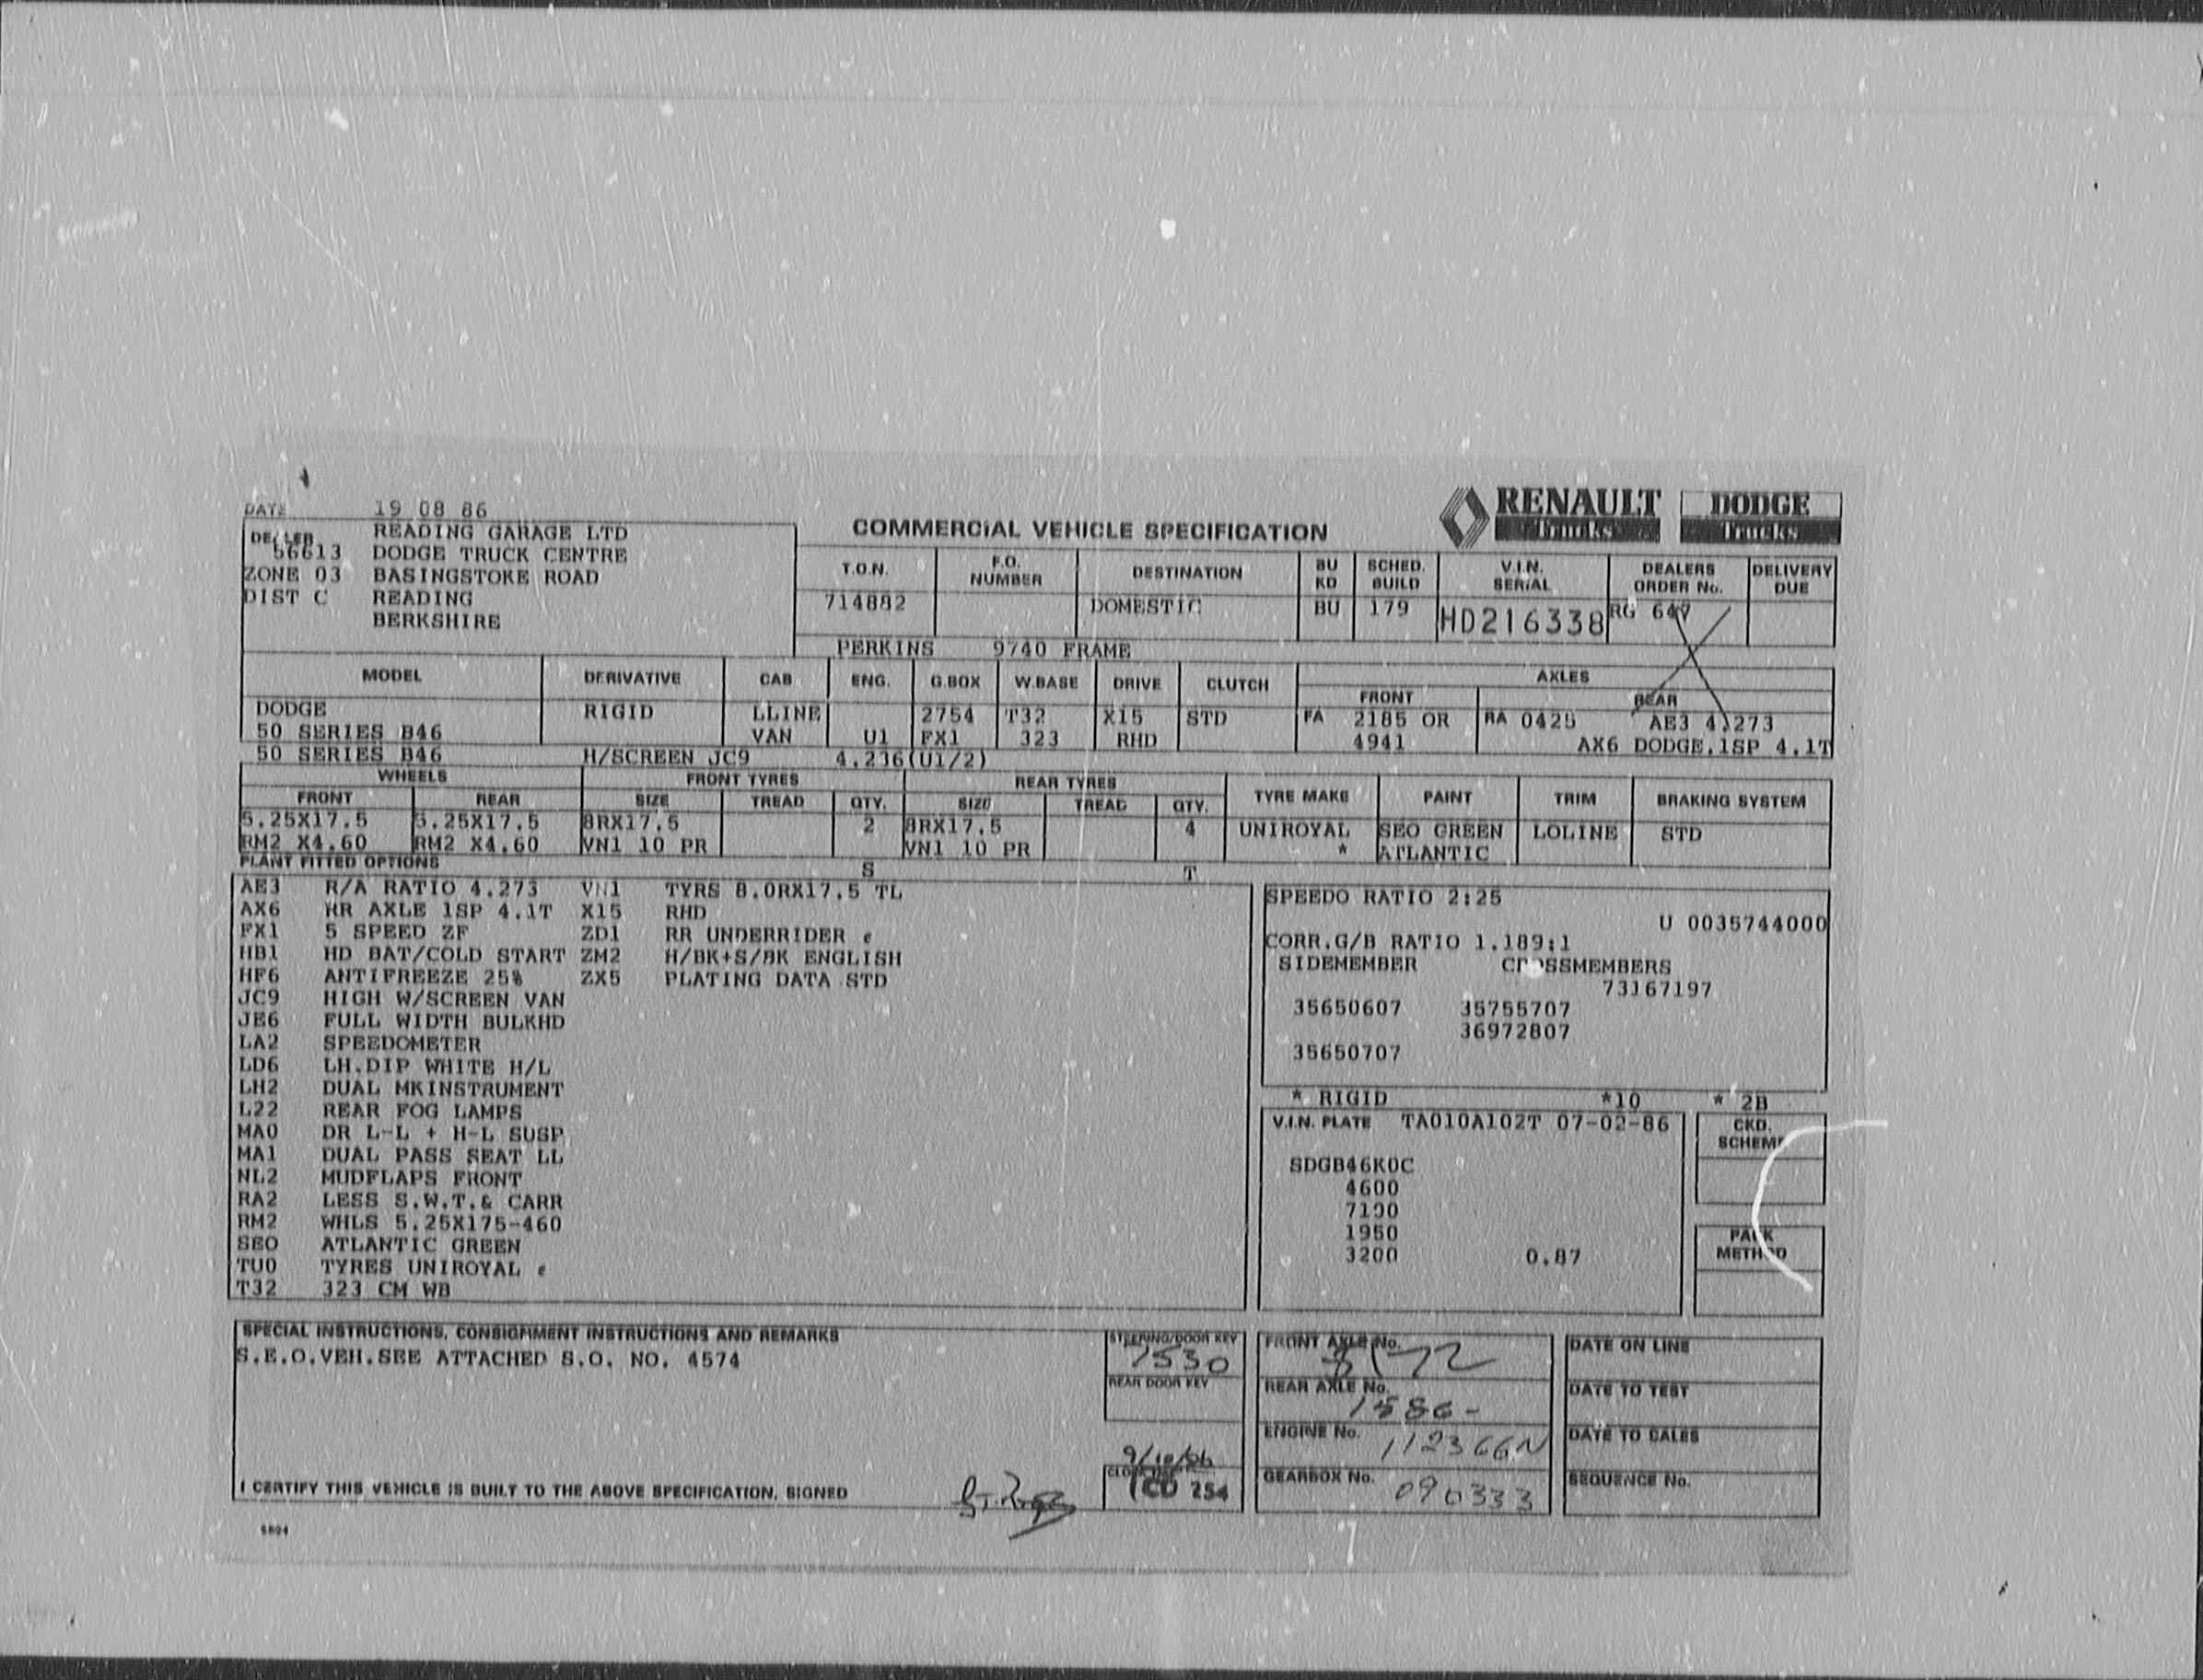 DATE 19 08 86
RENAULT Trucks DODGE Trucks
COMMERCIAL VEHICLE SPECIFICATION
DEALER READING GARAGE LTD
56613 DODGE TRUCK CENTRE
ZONE 03 BASINGSTOKE ROAD
DIST C READING
BERKSHIRE
T.O.N. F.O. NUMBER DESTINATION BU KD SCHED. BUILD V.I.N. SERIAL DEALERS ORDER No. DELIVERY DUE
714882 DOMESTIC BU 179 HD216338 RG 649
PERKINS 9740 FRAME
MODEL DERIVATIVE CAB ENG. G.BOX W.BASE DRIVE CLUTCH AXLES
FRONT REAR
DODGE RIGID LLINE 2754 T32 X15 STD FA 2185 OR RA 0425 AE3 4.273
50 SERIES B46 VAN U1 FX1 323 RHD 4941 AX6 DODGE.1SP 4.1T
50 SERIES B46 H/SCREEN JC9 4.236(U1/2)
WHEELS FRONT TYRES REAR TYRES TYRE MAKE PAINT TRIM BRAKING SYSTEM
FRONT REAR SIZE TREAD QTY. SIZE TREAD QTY.
5.25X17.5 5.25X17.5 8RX17.5 2 8RX17.5 4 UNIROYAL SEO GREEN LOLINE STD
RM2 X4.60 RM2 X4.60 VN1 10 PR VN1 10 PR * ATLANTIC
PLANT FITTED OPTIONS S T
AE3 R/A RATIO 4.273 VN1 TYRS 8.0RX17.5 TL
AX6 RR AXLE 1SP 4.1T X15 RHD
FX1 5 SPEED ZF ZD1 RR UNDERRIDER
HB1 HD BAT/COLD START ZM2 H/BK+S/BK ENGLISH
HF6 ANTIFREEZE 25% ZX5 PLATING DATA STD
JC9 HIGH W/SCREEN VAN
JE6 FULL WIDTH BULKHD
LA2 SPEEDOMETER
LD6 LH.DIP WHITE H/L
LH2 DUAL MKINSTRUMENT
L22 REAR FOG LAMPS
MA0 DR L-L + H-L SUSP
MA1 DUAL PASS SEAT LL
NL2 MUDFLAPS FRONT
RA2 LESS S.W.T.& CARR
RM2 WHLS 5.25X175-460
SEO ATLANTIC GREEN
TU0 TYRES UNIROYAL
T32 323 CM WB
SPEEDO RATIO 2:25
U 0035744000
CORR.G/B RATIO 1.189:1
SIDEMEMBER CROSSMEMBERS
73167197
35650607 35755707
36972807
35650707
* RIGID *10 * 2B
V.I.N. PLATE TA010A102T 07-02-86
SDGB46K0C
4600
7100
1950
3200 0.87
CKD. SCHEME
PACK METHOD
SPECIAL INSTRUCTIONS, CONSIGNMENT INSTRUCTIONS AND REMARKS
S.E.O.VEH.SEE ATTACHED S.O. NO. 4574
STEERING/DOOR KEY
1530
REAR DOOR KEY
9/10/86
CD 254
FRONT AXLE No.
REAR AXLE No.
1586-
ENGINE No. 112366N
GEARBOX No. 090333
DATE ON LINE
DATE TO TEST
DATE TO SALES
SEQUENCE No.
I CERTIFY THIS VEHICLE IS BUILT TO THE ABOVE SPECIFICATION, SIGNED